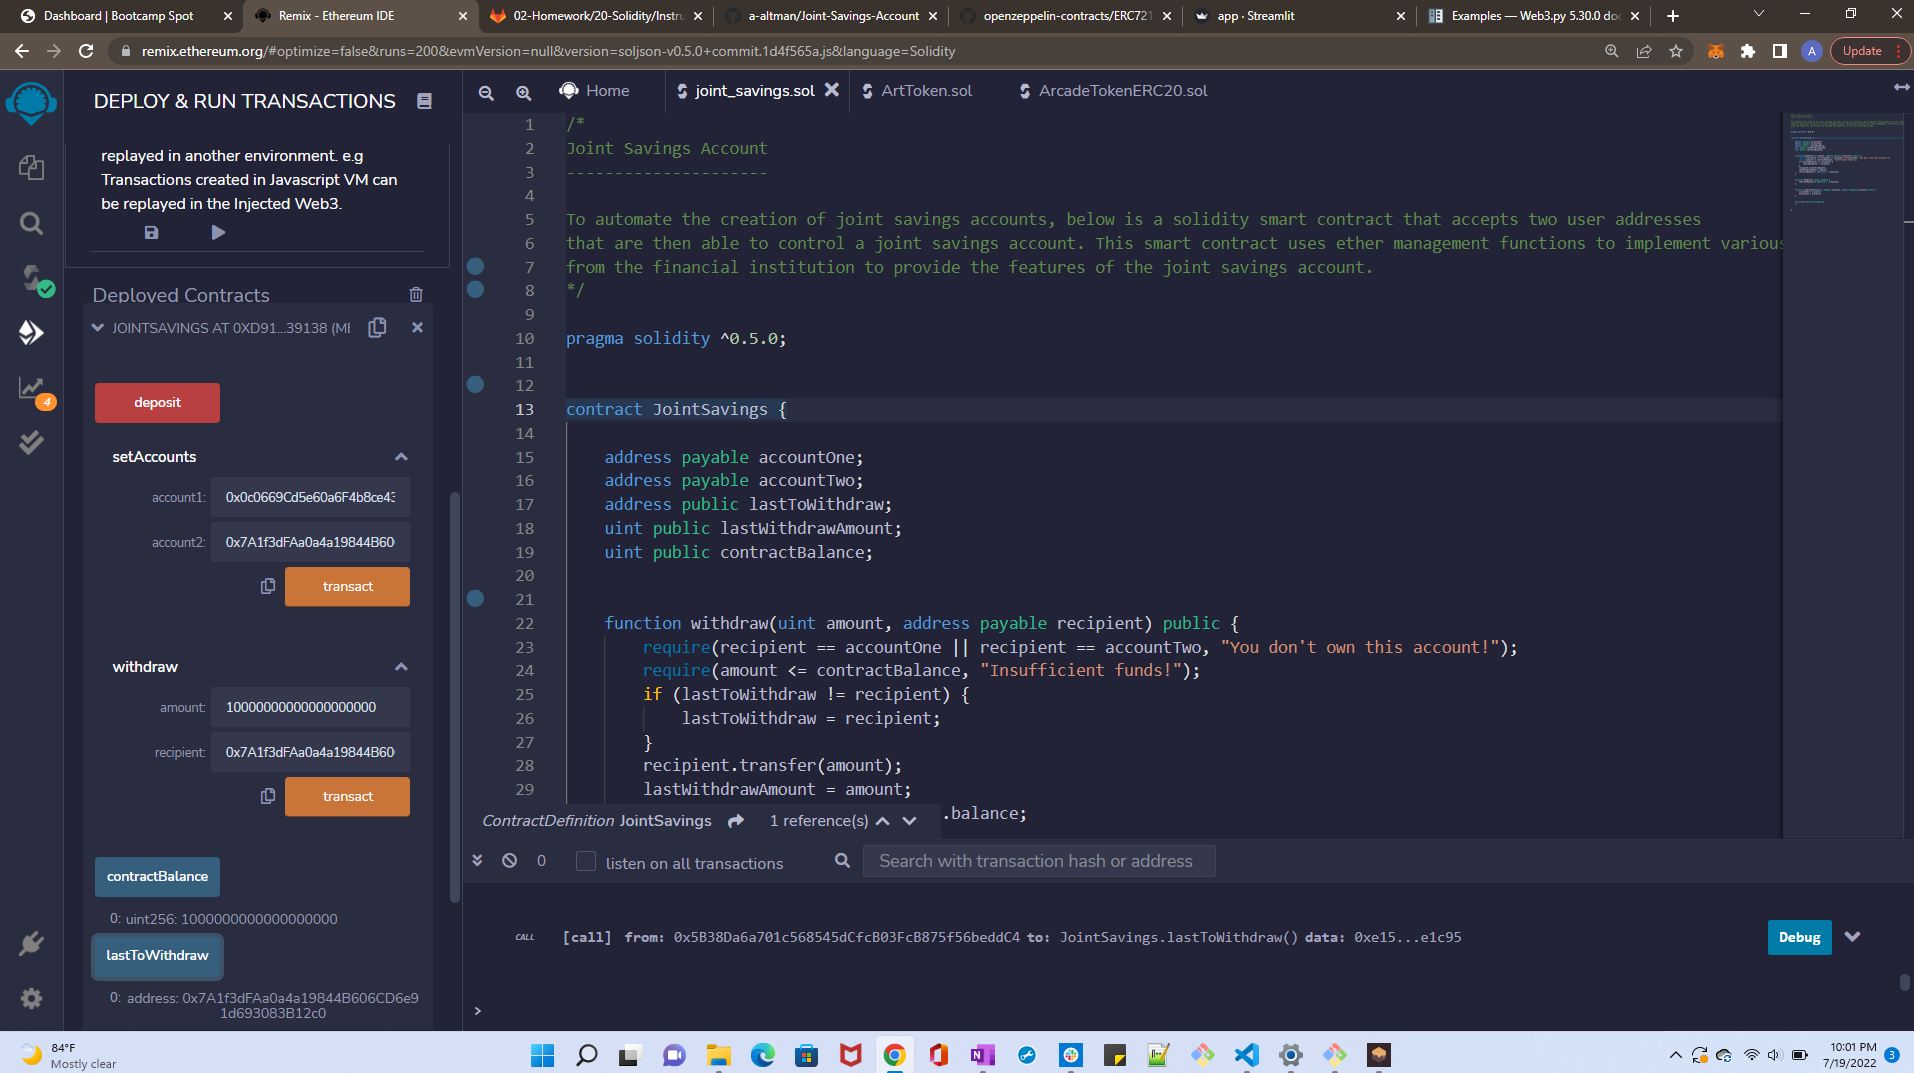 Dashboard | Bootcamp Spot
Remix - Ethereum IDE
02-Homework/20-Solidity/Instru
a-altman/Joint-Savings-Account
openzeppelin-contracts/ERC721
app · Streamlit
Examples — Web3.py 5.30.0 do
remix.ethereum.org/#optimize=false&runs=200&evmVersion=null&version=soljson-v0.5.0+commit.1d4f565a.js&language=Solidity
A
Update
DEPLOY & RUN TRANSACTIONS
Home
joint_savings.sol
ArtToken.sol
ArcadeTokenERC20.sol
replayed in another environment. e.g
Transactions created in Javascript VM can
be replayed in the Injected Web3.
Deployed Contracts
JOINTSAVINGS AT 0XD91...39138 (ME
deposit
setAccounts
account1: 0x0c0669Cd5e60a6F4b8ce43
account2: 0x7A1f3dFAa0a4a19844B60
transact
withdraw
amount: 10000000000000000000
recipient: 0x7A1f3dFAa0a4a19844B60
transact
contractBalance
0: uint256: 1000000000000000000
lastToWithdraw
0: address: 0x7A1f3dFAa0a4a19844B606CD6e9
1d693083B12c0
4
1 /*
2 Joint Savings Account
3 ---------------------
4
5 To automate the creation of joint savings accounts, below is a solidity smart contract that accepts two user addresses
6 that are then able to control a joint savings account. This smart contract uses ether management functions to implement various
7 from the financial institution to provide the features of the joint savings account.
8 */
9
10 pragma solidity ^0.5.0;
11
12
13 contract JointSavings {
14
15 address payable accountOne;
16 address payable accountTwo;
17 address public lastToWithdraw;
18 uint public lastWithdrawAmount;
19 uint public contractBalance;
20
21
22 function withdraw(uint amount, address payable recipient) public {
23 require(recipient == accountOne || recipient == accountTwo, "You don't own this account!");
24 require(amount <= contractBalance, "Insufficient funds!");
25 if (lastToWithdraw != recipient) {
26 lastToWithdraw = recipient;
27 }
28 recipient.transfer(amount);
29 lastWithdrawAmount = amount;
.balance;
ContractDefinition JointSavings 1 reference(s)
0 listen on all transactions
Search with transaction hash or address
CALL [call] from: 0x5B38Da6a701c568545dCfcB03FcB875f56beddC4 to: JointSavings.lastToWithdraw() data: 0xe15...e1c95
Debug
>
84°F
Mostly clear
10:01 PM
7/19/2022
3